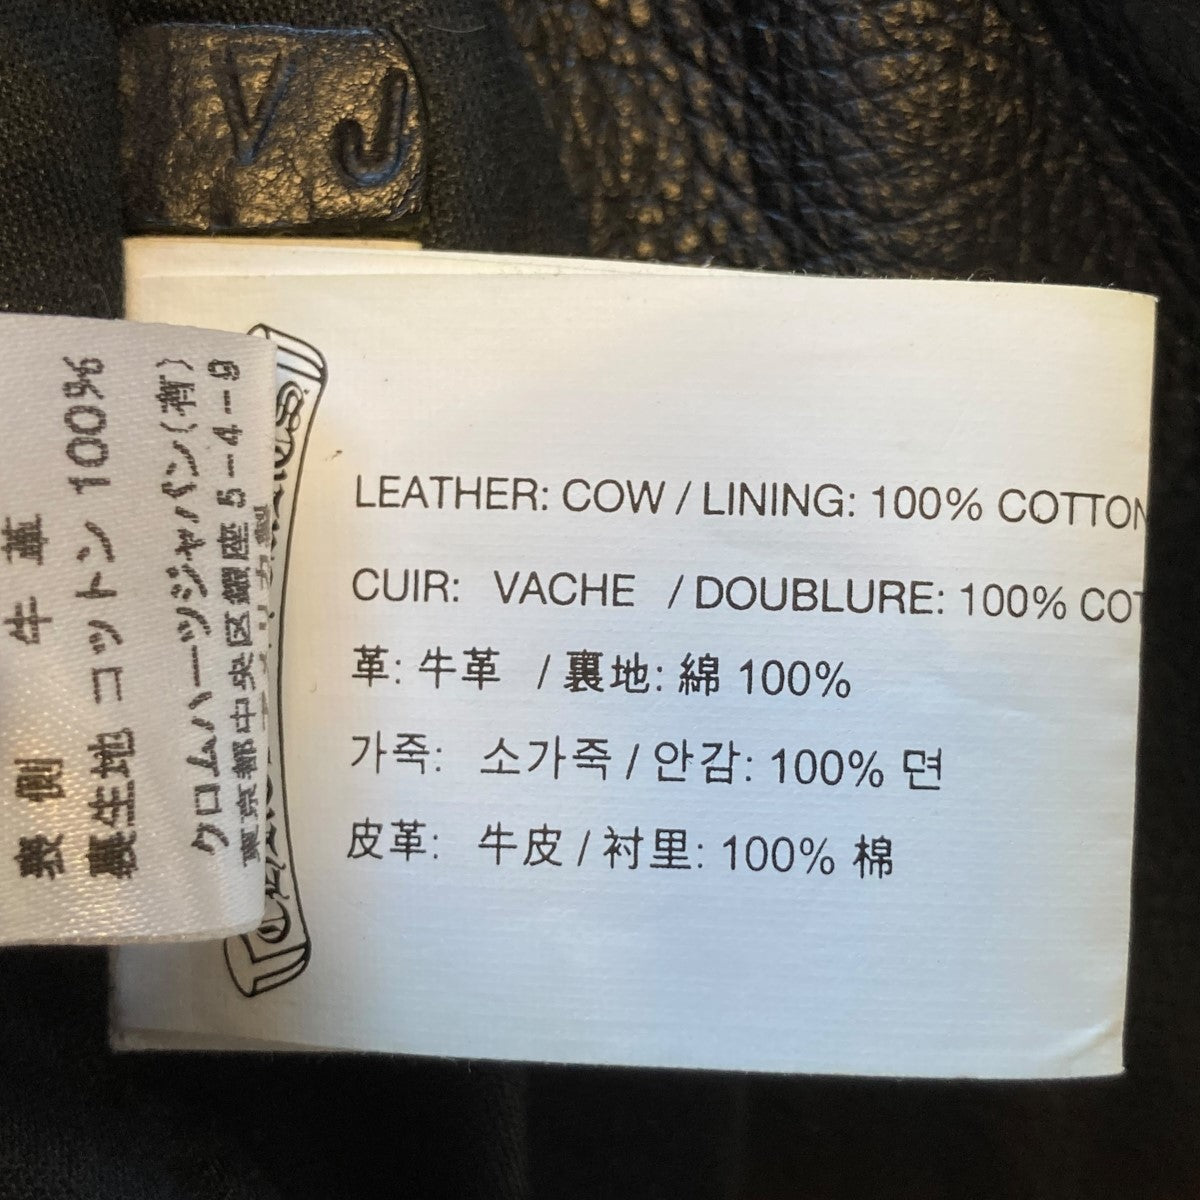 VJ
LEATHER: COW / LINING: 100% COTTON
CUIR: VACHE / DOUBLURE: 100% COT
革: 牛革 / 裏地: 綿 100%
가죽: 소가죽 / 안감: 100% 면
皮革: 牛皮 / 衬里: 100% 棉
表側 牛革
裏生地 コットン 100%
クロムハーツジャパン(有)
東京都中央区銀座5-4-9